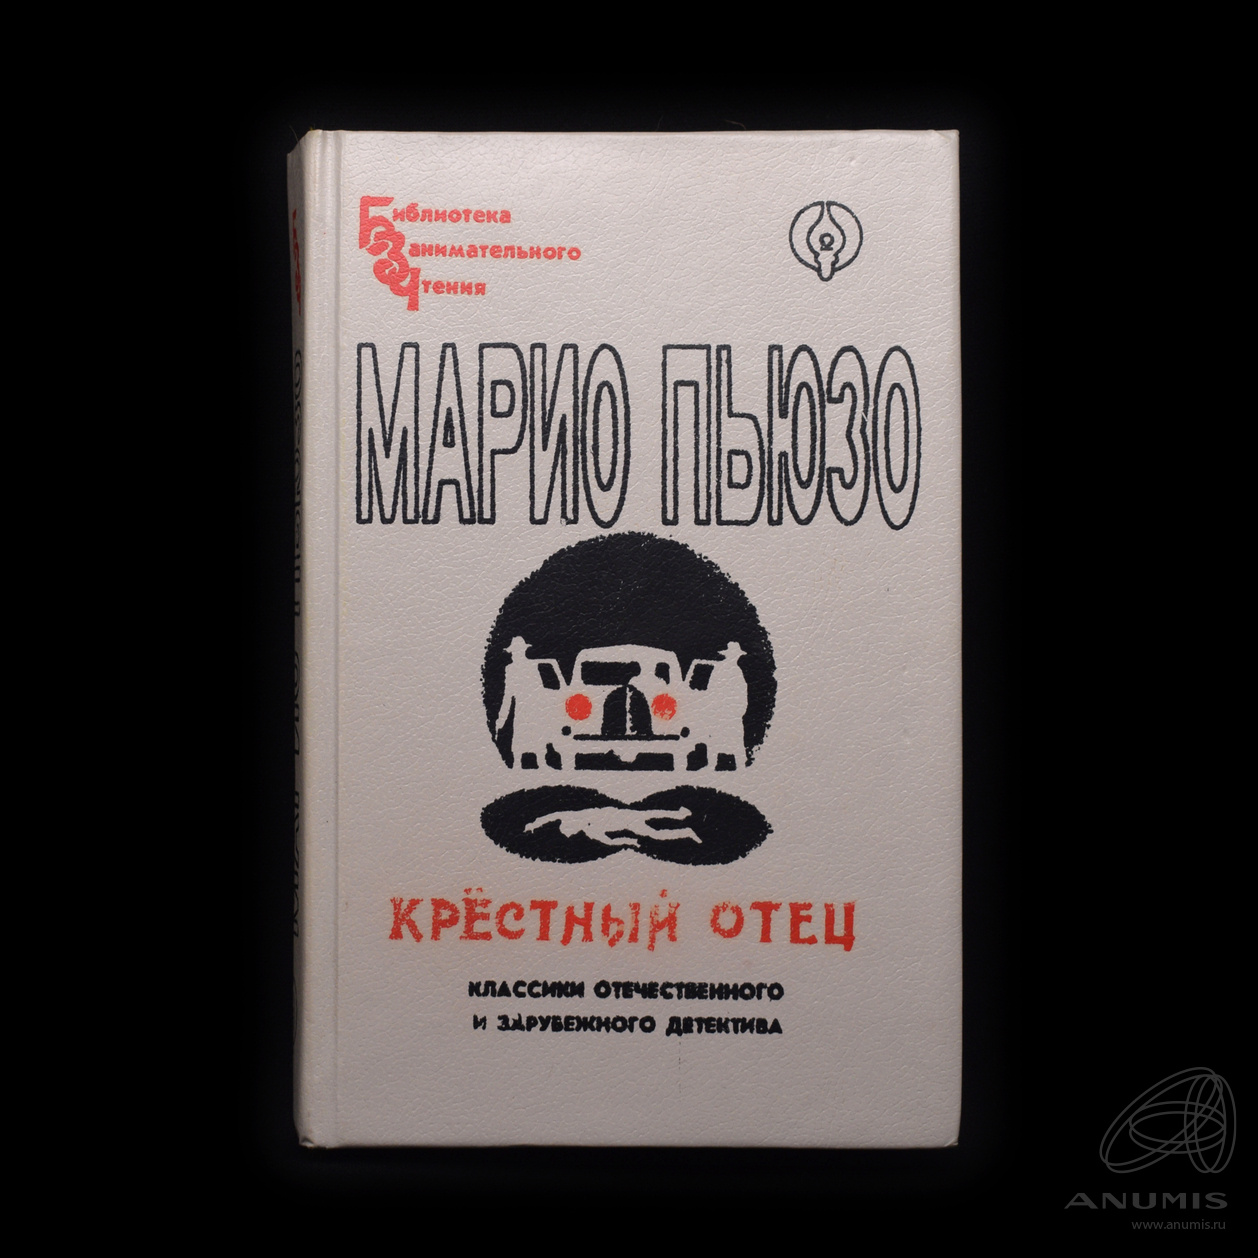 Библиотека
Занимательного
Чтения
МАРИО ПЬЮЗО
КРЁСТНЫЙ ОТЕЦ
КЛАССИКИ ОТЕЧЕСТВЕННОГО
И ЗАРУБЕЖНОГО ДЕТЕКТИВА
ANUMIS
www.anumis.ru